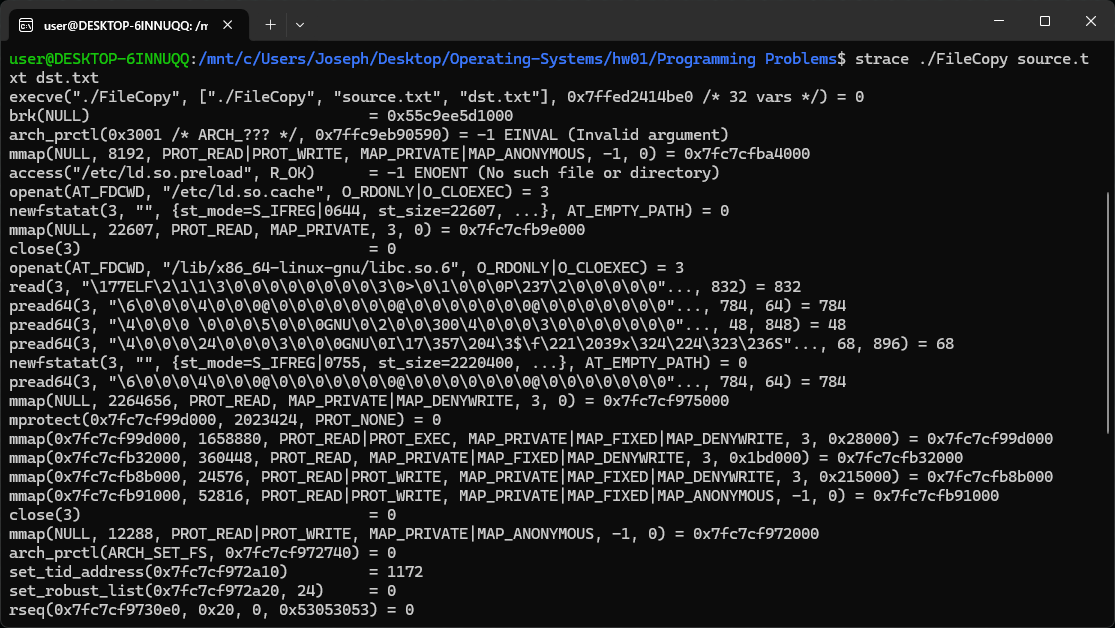 user@DESKTOP-6INNUQQ: /m
user@DESKTOP-6INNUQQ:/mnt/c/Users/Joseph/Desktop/Operating-Systems/hw01/Programming Problems$ strace ./FileCopy source.t
xt dst.txt
execve("./FileCopy", ["./FileCopy", "source.txt", "dst.txt"], 0x7ffed2414be0 /* 32 vars */) = 0
brk(NULL)                               = 0x55c9ee5d1000
arch_prctl(0x3001 /* ARCH_??? */, 0x7ffc9eb90590) = -1 EINVAL (Invalid argument)
mmap(NULL, 8192, PROT_READ|PROT_WRITE, MAP_PRIVATE|MAP_ANONYMOUS, -1, 0) = 0x7fc7cfba4000
access("/etc/ld.so.preload", R_OK)      = -1 ENOENT (No such file or directory)
openat(AT_FDCWD, "/etc/ld.so.cache", O_RDONLY|O_CLOEXEC) = 3
newfstatat(3, "", {st_mode=S_IFREG|0644, st_size=22607, ...}, AT_EMPTY_PATH) = 0
mmap(NULL, 22607, PROT_READ, MAP_PRIVATE, 3, 0) = 0x7fc7cfb9e000
close(3)                                = 0
openat(AT_FDCWD, "/lib/x86_64-linux-gnu/libc.so.6", O_RDONLY|O_CLOEXEC) = 3
read(3, "\177ELF\2\1\1\3\0\0\0\0\0\0\0\0\3\0>\0\1\0\0\0P\237\2\0\0\0\0\0"..., 832) = 832
pread64(3, "\6\0\0\0\4\0\0\0@\0\0\0\0\0\0\0@\0\0\0\0\0\0\0@\0\0\0\0\0\0\0"..., 784, 64) = 784
pread64(3, "\4\0\0\0 \0\0\0\5\0\0\0GNU\0\2\0\0\300\4\0\0\0\3\0\0\0\0\0\0\0"..., 48, 848) = 48
pread64(3, "\4\0\0\0\24\0\0\0\3\0\0\0GNU\0I\17\357\204\3$\f\221\2039x\324\224\323\236S"..., 68, 896) = 68
newfstatat(3, "", {st_mode=S_IFREG|0755, st_size=2220400, ...}, AT_EMPTY_PATH) = 0
pread64(3, "\6\0\0\0\4\0\0\0@\0\0\0\0\0\0\0@\0\0\0\0\0\0\0@\0\0\0\0\0\0\0"..., 784, 64) = 784
mmap(NULL, 2264656, PROT_READ, MAP_PRIVATE|MAP_DENYWRITE, 3, 0) = 0x7fc7cf975000
mprotect(0x7fc7cf99d000, 2023424, PROT_NONE) = 0
mmap(0x7fc7cf99d000, 1658880, PROT_READ|PROT_EXEC, MAP_PRIVATE|MAP_FIXED|MAP_DENYWRITE, 3, 0x28000) = 0x7fc7cf99d000
mmap(0x7fc7cfb32000, 360448, PROT_READ, MAP_PRIVATE|MAP_FIXED|MAP_DENYWRITE, 3, 0x1bd000) = 0x7fc7cfb32000
mmap(0x7fc7cfb8b000, 24576, PROT_READ|PROT_WRITE, MAP_PRIVATE|MAP_FIXED|MAP_DENYWRITE, 3, 0x215000) = 0x7fc7cfb8b000
mmap(0x7fc7cfb91000, 52816, PROT_READ|PROT_WRITE, MAP_PRIVATE|MAP_FIXED|MAP_ANONYMOUS, -1, 0) = 0x7fc7cfb91000
close(3)                                = 0
mmap(NULL, 12288, PROT_READ|PROT_WRITE, MAP_PRIVATE|MAP_ANONYMOUS, -1, 0) = 0x7fc7cf972000
arch_prctl(ARCH_SET_FS, 0x7fc7cf972740) = 0
set_tid_address(0x7fc7cf972a10)         = 1172
set_robust_list(0x7fc7cf972a20, 24)     = 0
rseq(0x7fc7cf9730e0, 0x20, 0, 0x53053053) = 0